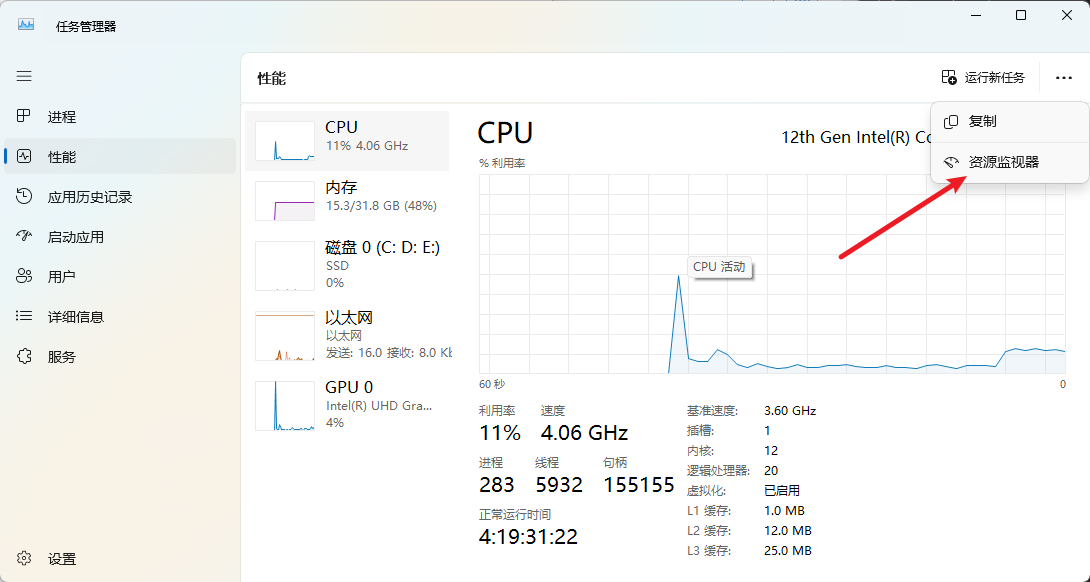 任务管理器
性能
运行新任务
复制
资源监视器
进程
性能
应用历史记录
启动应用
用户
详细信息
服务
设置
CPU
11% 4.06 GHz
内存
15.3/31.8 GB (48%)
磁盘 0 (C: D: E:)
SSD
0%
以太网
以太网
发送: 16.0 接收: 8.0 Kb
GPU 0
Intel(R) UHD Gra...
4%
CPU
12th Gen Intel(R)
% 利用率
CPU 活动
60 秒
0
利用率 速度
11% 4.06 GHz
进程 线程 句柄
283 5932 155155
正常运行时间
4:19:31:22
基准速度: 3.60 GHz
插槽: 1
内核: 12
逻辑处理器: 20
虚拟化: 已启用
L1 缓存: 1.0 MB
L2 缓存: 12.0 MB
L3 缓存: 25.0 MB